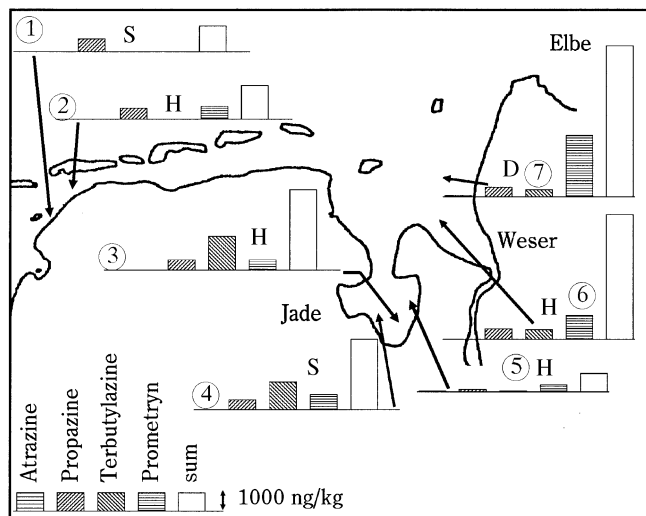 1
S
Elbe
2
H
D
7
Weser
3
H
H
6
Jade
S
5
H
4
Atrazine
Propazine
Terbutylazine
Prometryn
sum
1000 ng/kg